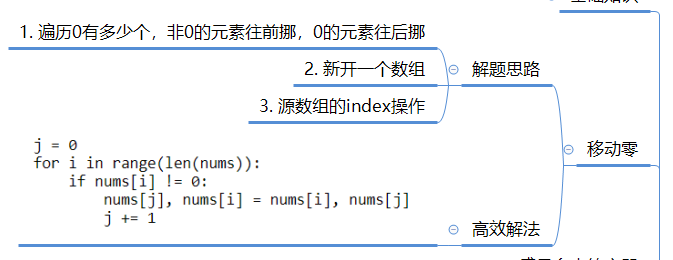 1. 遍历0有多少个，非0的元素往前挪，0的元素往后挪
2. 新开一个数组
解题思路
3. 源数组的index操作
移动零
j = 0
for i in range(len(nums)):
    if nums[i] != 0:
        nums[j], nums[i] = nums[i], nums[j]
        j += 1
高效解法